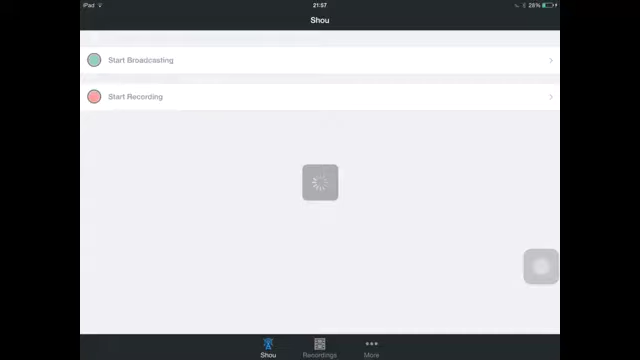 iPad 21:57 28%
Shou
Start Broadcasting
Start Recording
Shou Recordings More